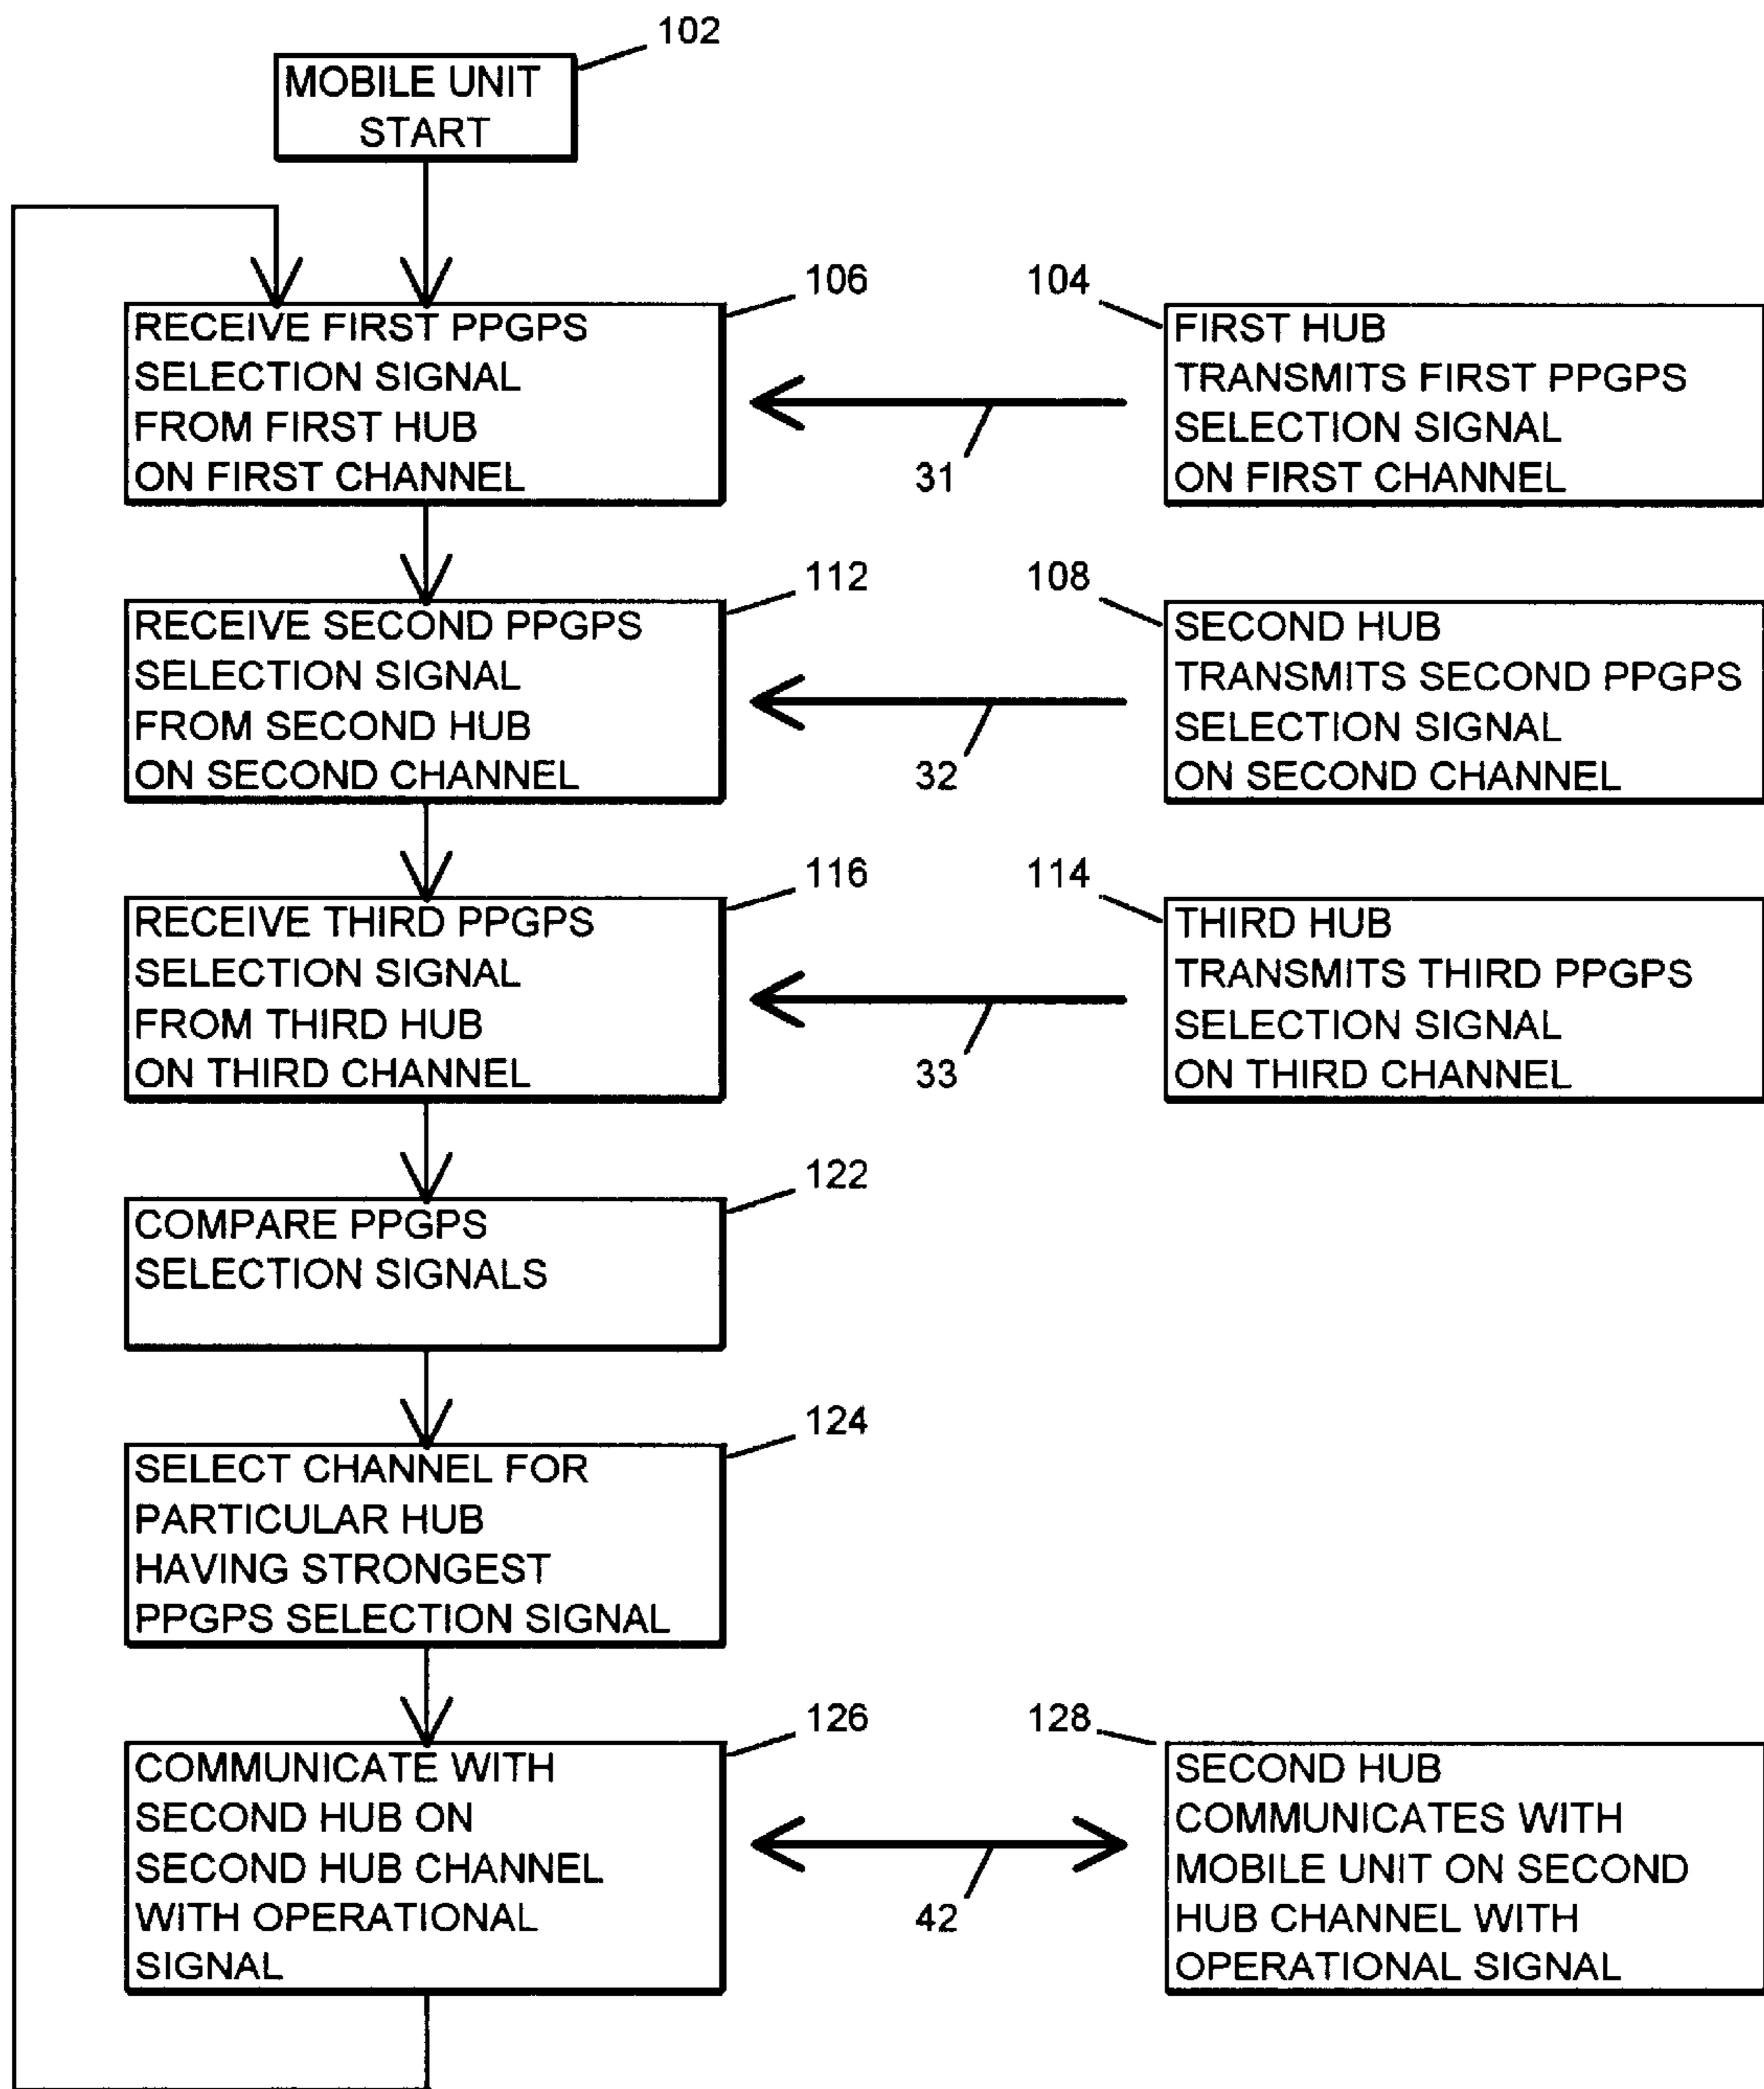 102
MOBILE UNIT
START
106
RECEIVE FIRST PPGPS
SELECTION SIGNAL
FROM FIRST HUB
ON FIRST CHANNEL
31
104
FIRST HUB
TRANSMITS FIRST PPGPS
SELECTION SIGNAL
ON FIRST CHANNEL
112
RECEIVE SECOND PPGPS
SELECTION SIGNAL
FROM SECOND HUB
ON SECOND CHANNEL
32
108
SECOND HUB
TRANSMITS SECOND PPGPS
SELECTION SIGNAL
ON SECOND CHANNEL
116
RECEIVE THIRD PPGPS
SELECTION SIGNAL
FROM THIRD HUB
ON THIRD CHANNEL
33
114
THIRD HUB
TRANSMITS THIRD PPGPS
SELECTION SIGNAL
ON THIRD CHANNEL
122
COMPARE PPGPS
SELECTION SIGNALS
124
SELECT CHANNEL FOR
PARTICULAR HUB
HAVING STRONGEST
PPGPS SELECTION SIGNAL
126
COMMUNICATE WITH
SECOND HUB ON
SECOND HUB CHANNEL
WITH OPERATIONAL
SIGNAL
42
128
SECOND HUB
COMMUNICATES WITH
MOBILE UNIT ON SECOND
HUB CHANNEL WITH
OPERATIONAL SIGNAL